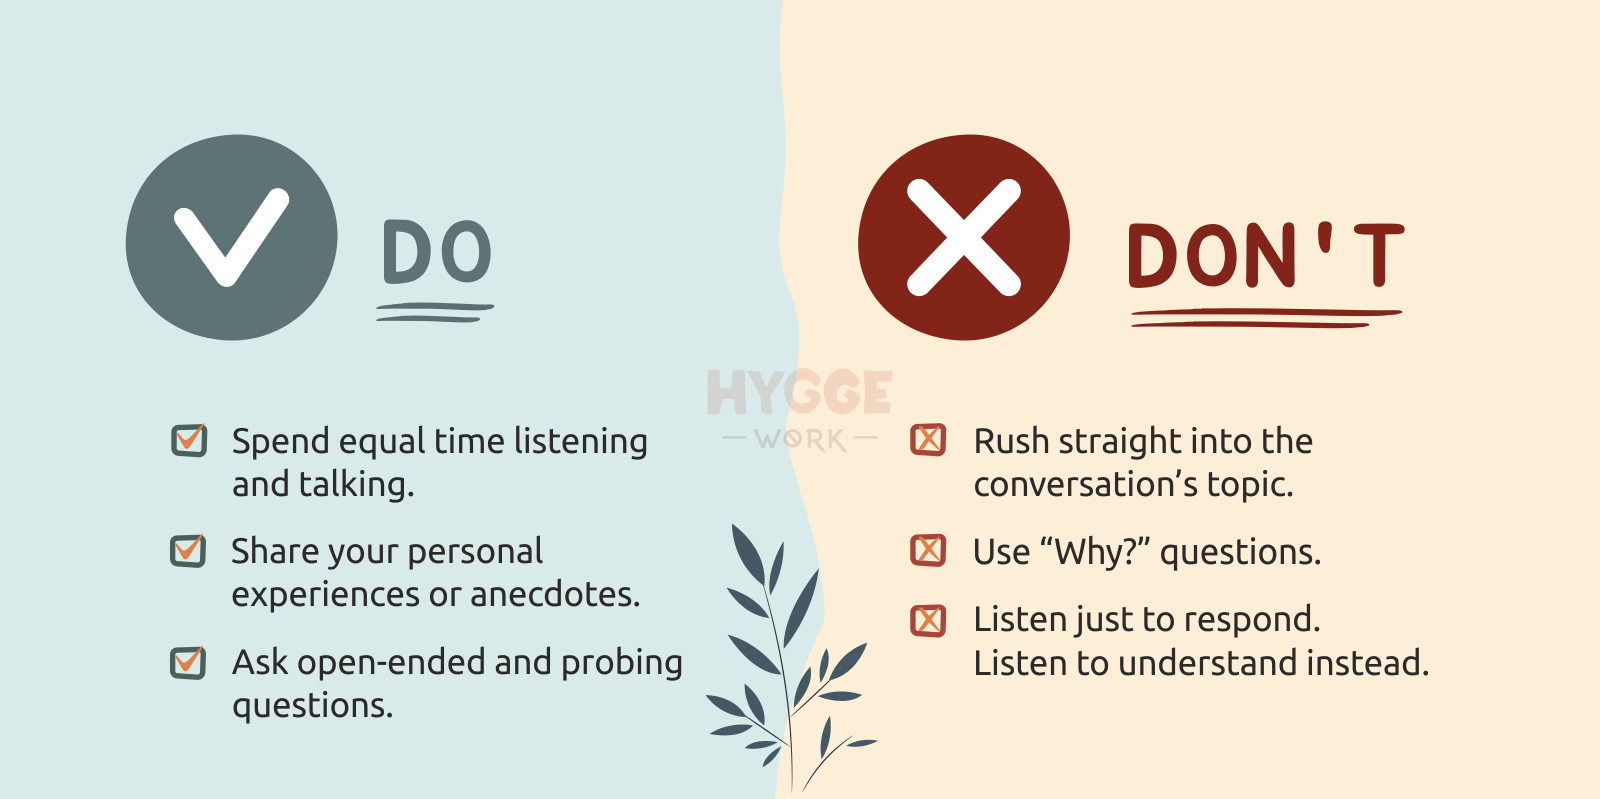 DO
Spend equal time listening
and talking.
Share your personal
experiences or anecdotes.
Ask open-ended and probing
questions.
DON'T
Rush straight into the
conversation’s topic.
Use “Why?” questions.
Listen just to respond.
Listen to understand instead.
HYGGE
WORK